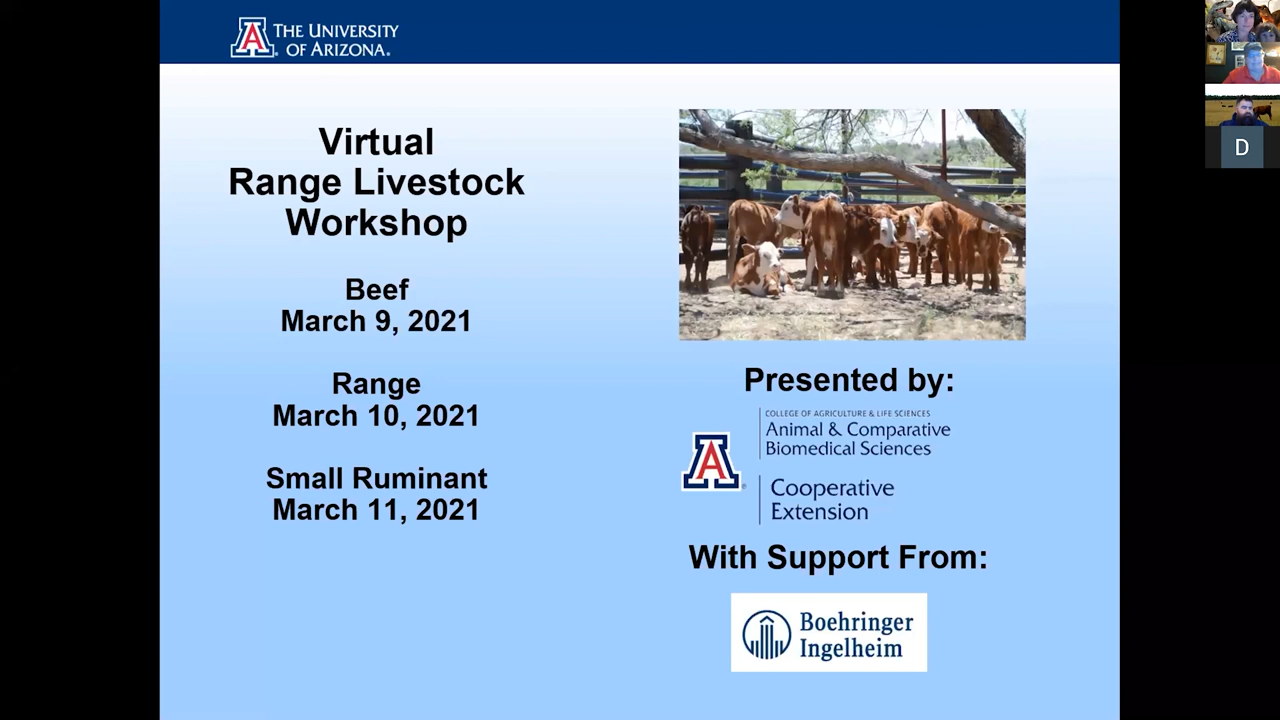 THE UNIVERSITY
OF ARIZONA.
Virtual
Range Livestock
Workshop
Beef
March 9, 2021
Range
March 10, 2021
Small Ruminant
March 11, 2021
Presented by:
COLLEGE OF AGRICULTURE & LIFE SCIENCES
Animal & Comparative
Biomedical Sciences
Cooperative
Extension
With Support From:
Boehringer
Ingelheim
D